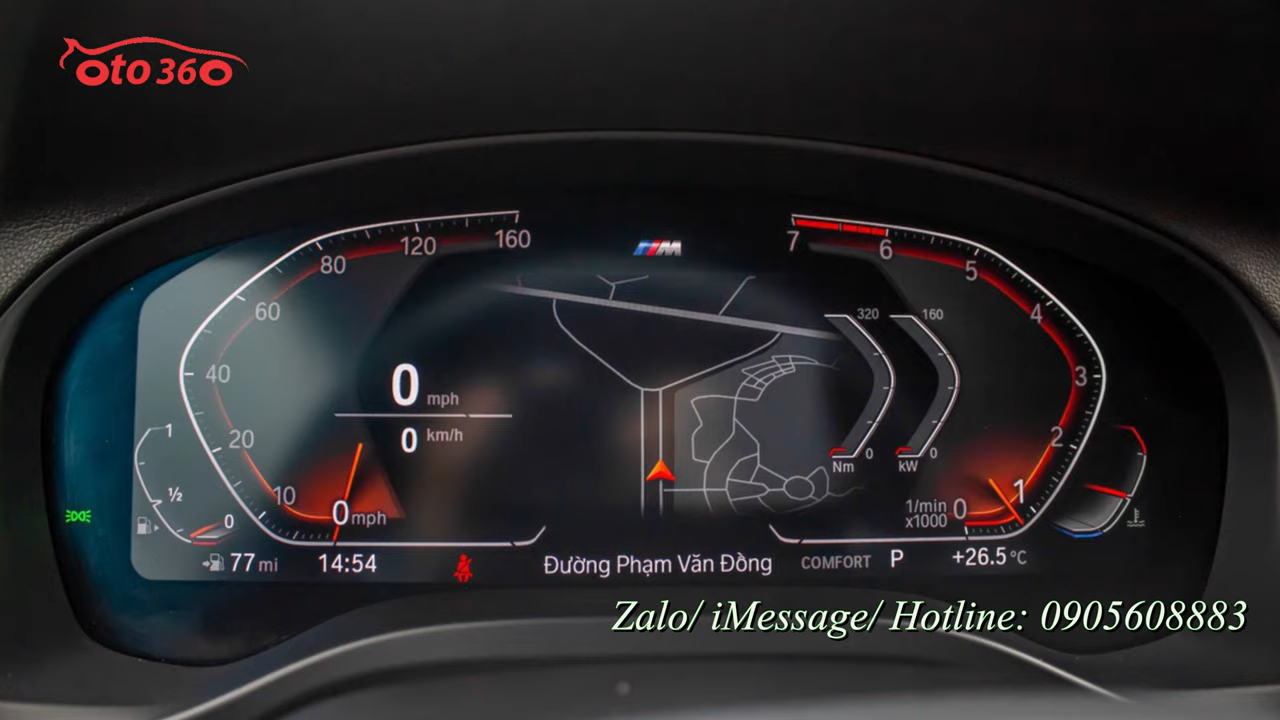 oto 360
160
120
80
60
40
20
10
0 mph
0 mph
0 km/h
M
7
6
5
4
3
2
1
0
1/min
x1000
320
160
Nm 0
kW 0
1
½
0
77 mi
14:54
Đường Phạm Văn Đồng
COMFORT P
+26.5 °C
Zalo/ iMessage/ Hotline: 0905608883